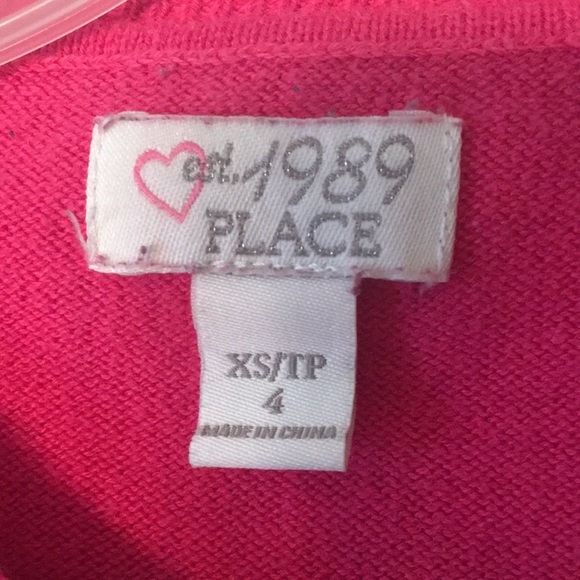 est. 1989
PLACE
XS/TP
4
MADE IN CHINA